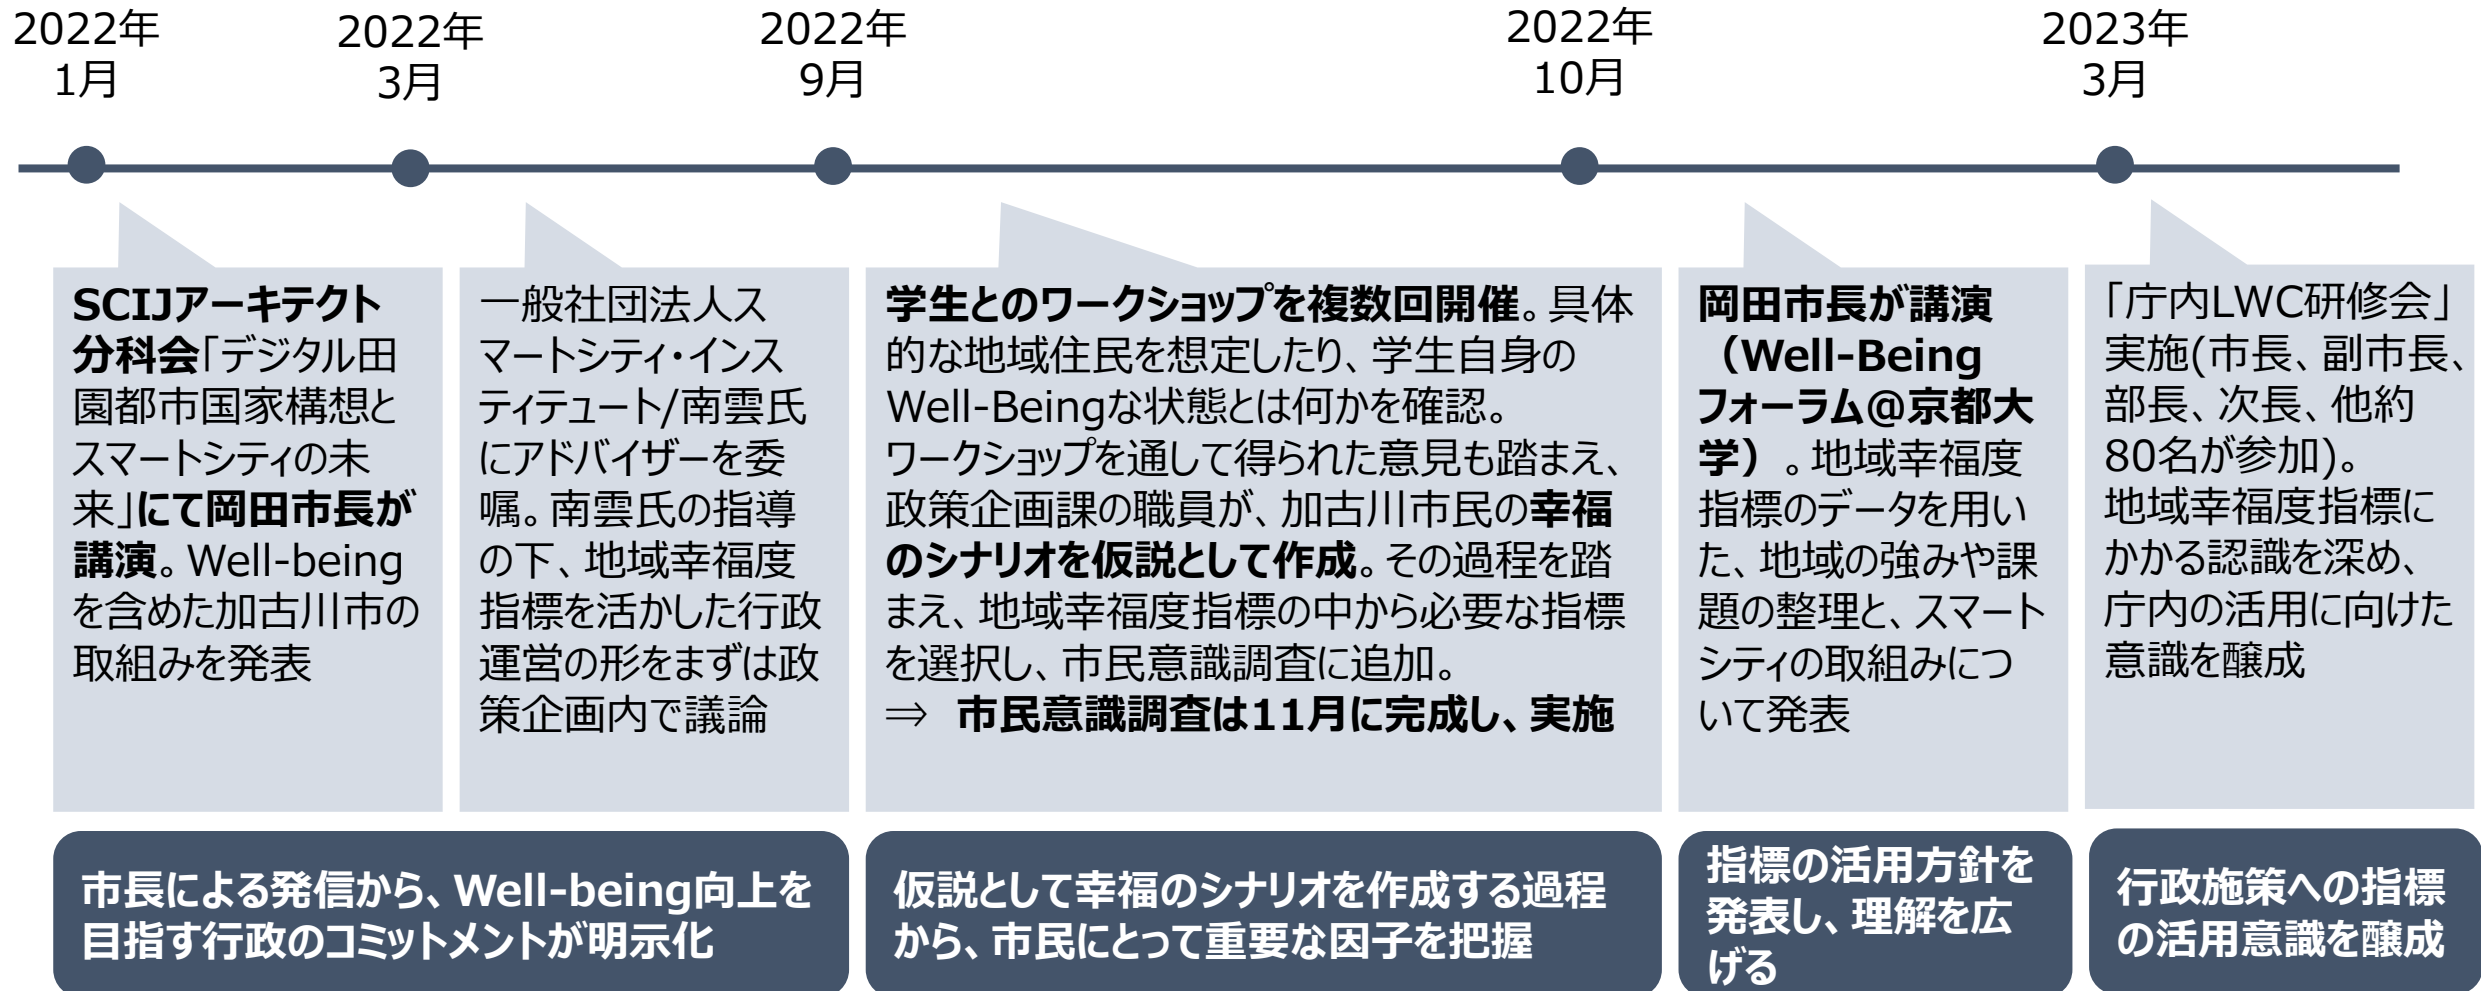 2022年
1月
2022年
3月
2022年
9月
2022年
10月
2023年
3月
SCIJアーキテクト
分科会「デジタル田
園都市国家構想と
スマートシティの未
来」にて岡田市長が
講演。Well-being
を含めた加古川市の
取組みを発表
一般社団法人ス
マートシティ・インス
ティテュート/南雲氏
にアドバイザーを委
嘱。南雲氏の指導
の下、地域幸福度
指標を活かした行政
運営の形をまずは政
策企画内で議論
学生とのワークショップを複数回開催。具体
的な地域住民を想定したり、学生自身の
Well-Beingな状態とは何かを確認。
ワークショップを通して得られた意見も踏まえ、
政策企画課の職員が、加古川市民の幸福
のシナリオを仮説として作成。その過程を踏
まえ、地域幸福度指標の中から必要な指標
を選択し、市民意識調査に追加。
⇒ 市民意識調査は11月に完成し、実施
岡田市長が講演
（Well-Being
フォーラム@京都大
学）。地域幸福度
指標のデータを用い
た、地域の強みや課
題の整理と、スマート
シティの取組みにつ
いて発表
「庁内LWC研修会」
実施(市長、副市長、
部長、次長、他約
80名が参加)。
地域幸福度指標に
かかる認識を深め、
庁内の活用に向けた
意識を醸成
市長による発信から、Well-being向上を
目指す行政のコミットメントが明示化
仮説として幸福のシナリオを作成する過程
から、市民にとって重要な因子を把握
指標の活用方針を
発表し、理解を広
げる
行政施策への指標
の活用意識を醸成